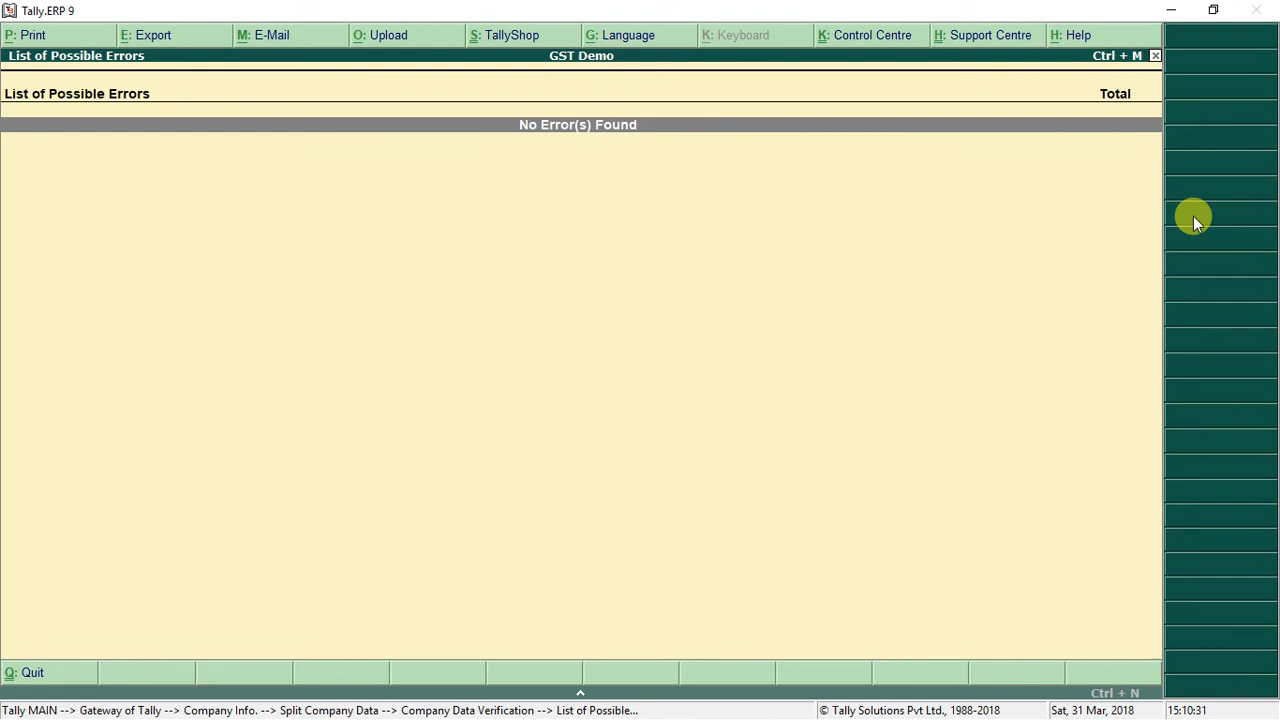 Tally.ERP 9
P: Print E: Export M: E-Mail O: Upload S: TallyShop G: Language K: Keyboard K: Control Centre H: Support Centre H: Help
List of Possible Errors GST Demo Ctrl + M
List of Possible Errors Total
No Error(s) Found
Q: Quit
Ctrl + N
Tally MAIN --> Gateway of Tally --> Company Info. --> Split Company Data --> Company Data Verification --> List of Possible... © Tally Solutions Pvt Ltd., 1988-2018 Sat, 31 Mar, 2018 15:10:31